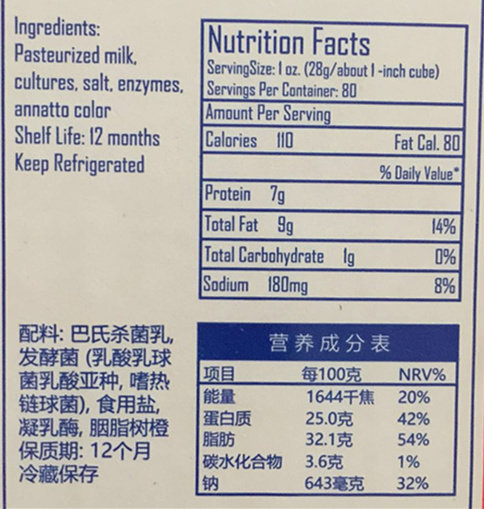 Ingredients:
Pasteurized milk,
cultures, salt, enzymes,
annatto color
Shelf Life: 12 months
Keep Refrigerated
Nutrition Facts
ServingSize: 1 oz. (28g/about 1-inch cube)
Servings Per Container: 80
Amount Per Serving
Calories 110 Fat Cal. 80
% Daily Value*
Protein 7g
Total Fat 9g 14%
Total Carbohydrate 1g 0%
Sodium 180mg 8%
配料: 巴氏杀菌乳,
发酵菌 (乳酸乳球
菌乳酸亚种, 嗜热
链球菌), 食用盐,
凝乳酶, 胭脂树橙
保质期: 12个月
冷藏保存
营养成分表
项目 每100克 NRV%
能量 1644千焦 20%
蛋白质 25.0克 42%
脂肪 32.1克 54%
碳水化合物 3.6克 1%
钠 643毫克 32%